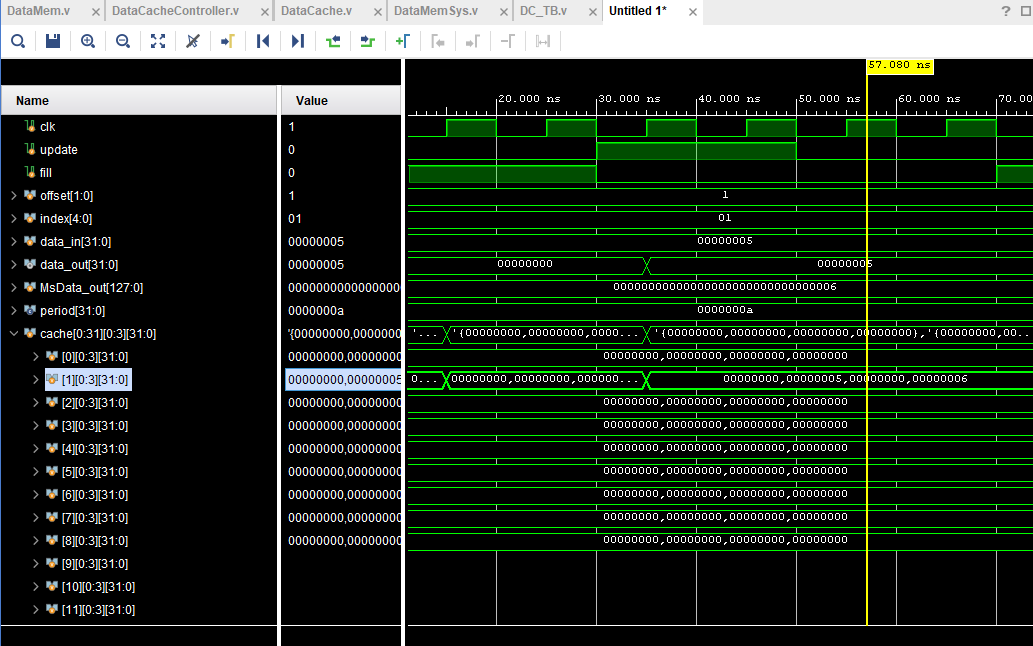 DataMem.v × DataCacheController.v × DataCache.v × DataMemSys.v × DC_TB.v × Untitled 1* × ?
57.080 ns
Name Value 20.000 ns 30.000 ns 40.000 ns 50.000 ns 60.000 ns 70.00
clk 1
update 0
fill 0
offset[1:0] 1 1
index[4:0] 01 01
data_in[31:0] 00000005 00000005
data_out[31:0] 00000005 00000000 00000005
MsData_out[127:0] 0000000000000000 00000000000000000000000000000006
period[31:0] 0000000a 0000000a
cache[0:31][0:3][31:0] '{00000000,0000000 '... '{00000000,00000000,0000... '{00000000,00000000,00000000,00000000},'{00000000,00...
[0][0:3][31:0] 00000000,00000000 00000000,00000000,00000000,00000000
[1][0:3][31:0] 00000000,00000005 0... 00000000,00000000,000000... 00000000,00000005,00000000,00000006
[2][0:3][31:0] 00000000,00000000 00000000,00000000,00000000,00000000
[3][0:3][31:0] 00000000,00000000 00000000,00000000,00000000,00000000
[4][0:3][31:0] 00000000,00000000 00000000,00000000,00000000,00000000
[5][0:3][31:0] 00000000,00000000 00000000,00000000,00000000,00000000
[6][0:3][31:0] 00000000,00000000 00000000,00000000,00000000,00000000
[7][0:3][31:0] 00000000,00000000 00000000,00000000,00000000,00000000
[8][0:3][31:0] 00000000,00000000 00000000,00000000,00000000,00000000
[9][0:3][31:0]
[10][0:3][31:0]
[11][0:3][31:0]